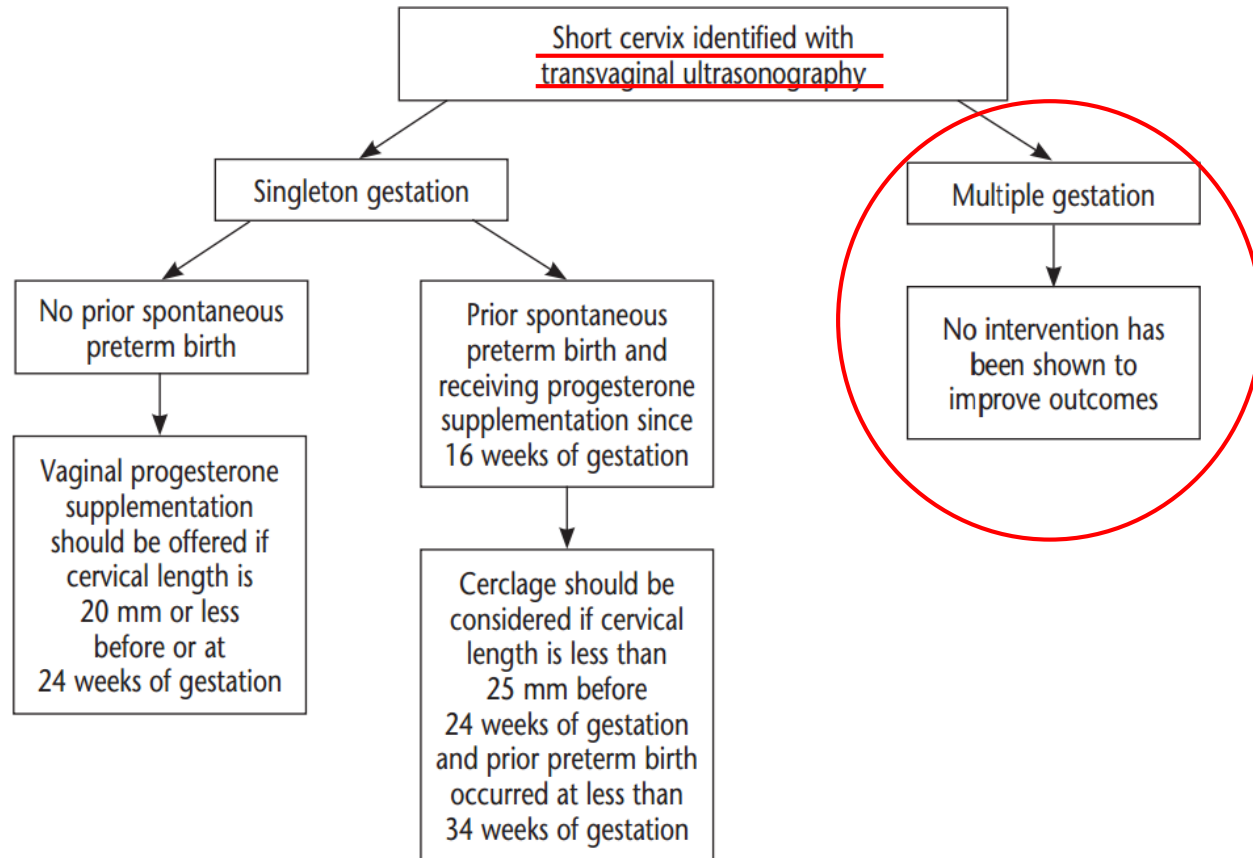 Short cervix identified with
transvaginal ultrasonography
Singleton gestation
Multiple gestation
No prior spontaneous
preterm birth
Prior spontaneous
preterm birth and
receiving progesterone
supplementation since
16 weeks of gestation
No intervention has
been shown to
improve outcomes
Vaginal progesterone
supplementation
should be offered if
cervical length is
20 mm or less
before or at
24 weeks of gestation
Cerclage should be
considered if cervical
length is less than
25 mm before
24 weeks of gestation
and prior preterm birth
occurred at less than
34 weeks of gestation